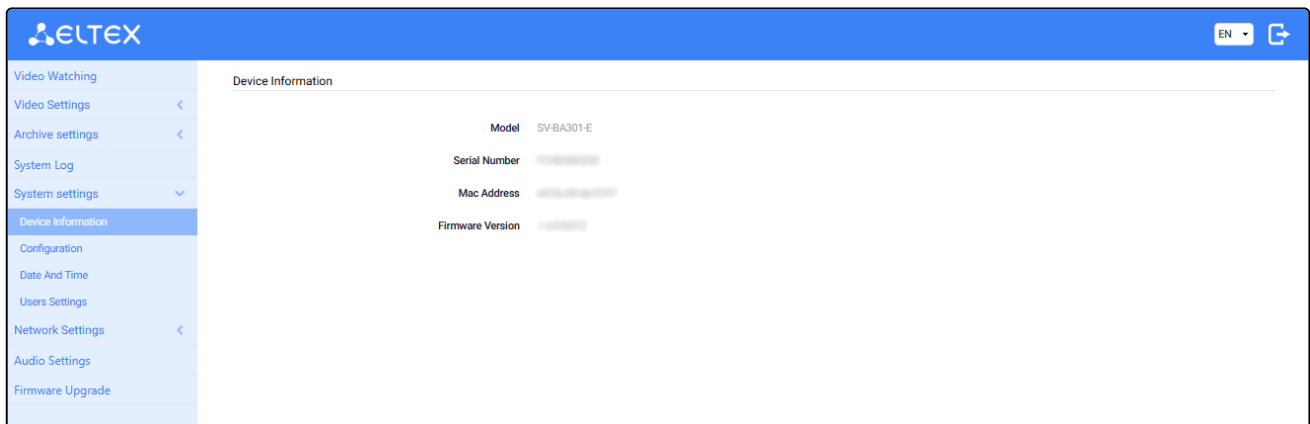 ELTEX
EN
Video Watching
Video Settings
Archive settings
System Log
System settings
Device Information
Configuration
Date And Time
Users Settings
Network Settings
Audio Settings
Firmware Upgrade
Device Information
Model SV-BA301-E
Serial Number
Mac Address
Firmware Version